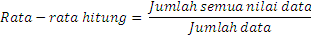 Rata – rata hitung = Jumlah semua nilai data
Jumlah data